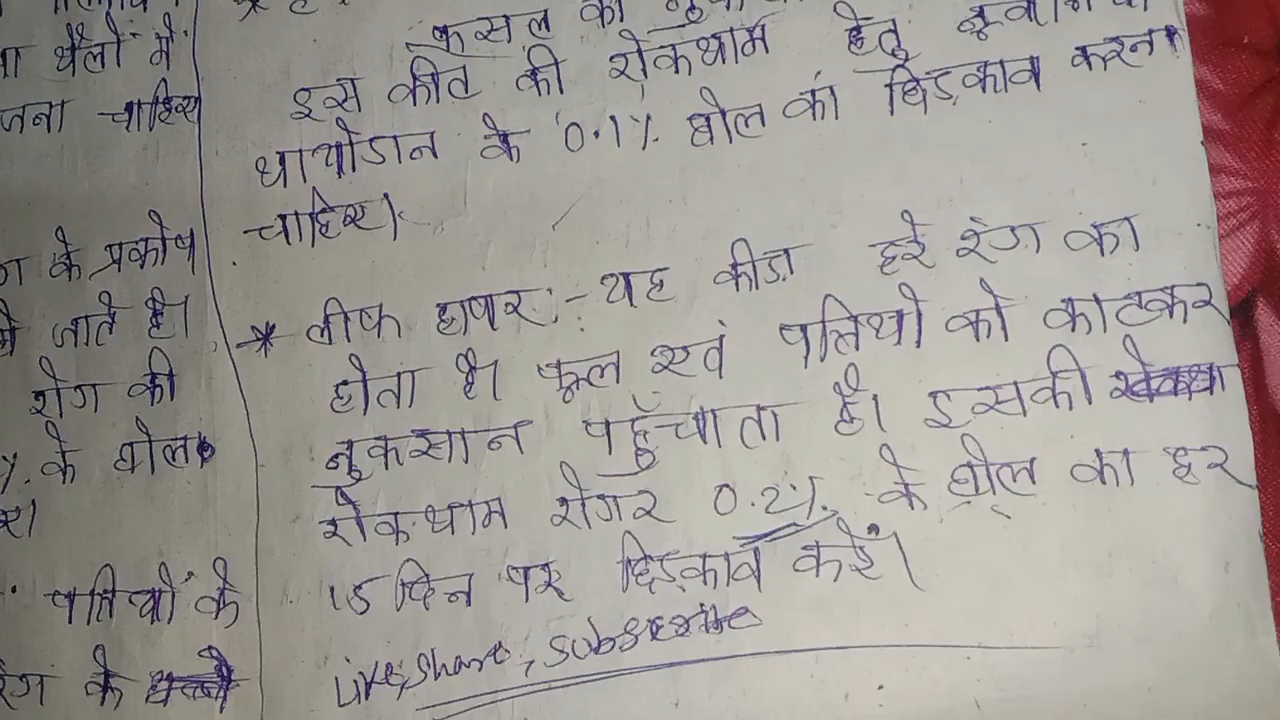 थैलों में
जना चाहिए
के प्रकोप
जाते है।
रोग की
%. के घोल
पत्तियों के
रंग के
फसल को
इस कीट की रोकथाम हेतु
थायोडान के 0.1%. घोल का छिड़काव करना
चाहिए।
* लीफ हापर :- यह कीड़ा हरे रंग का
होता है। फूल एवं पत्तियो को काटकर
नुकसान पहुँचाता है। इसकी
रोकथाम रोगर 0.2%. के घोल का हर
15 दिन पर छिड़काव करें।
Like, share, subscribe